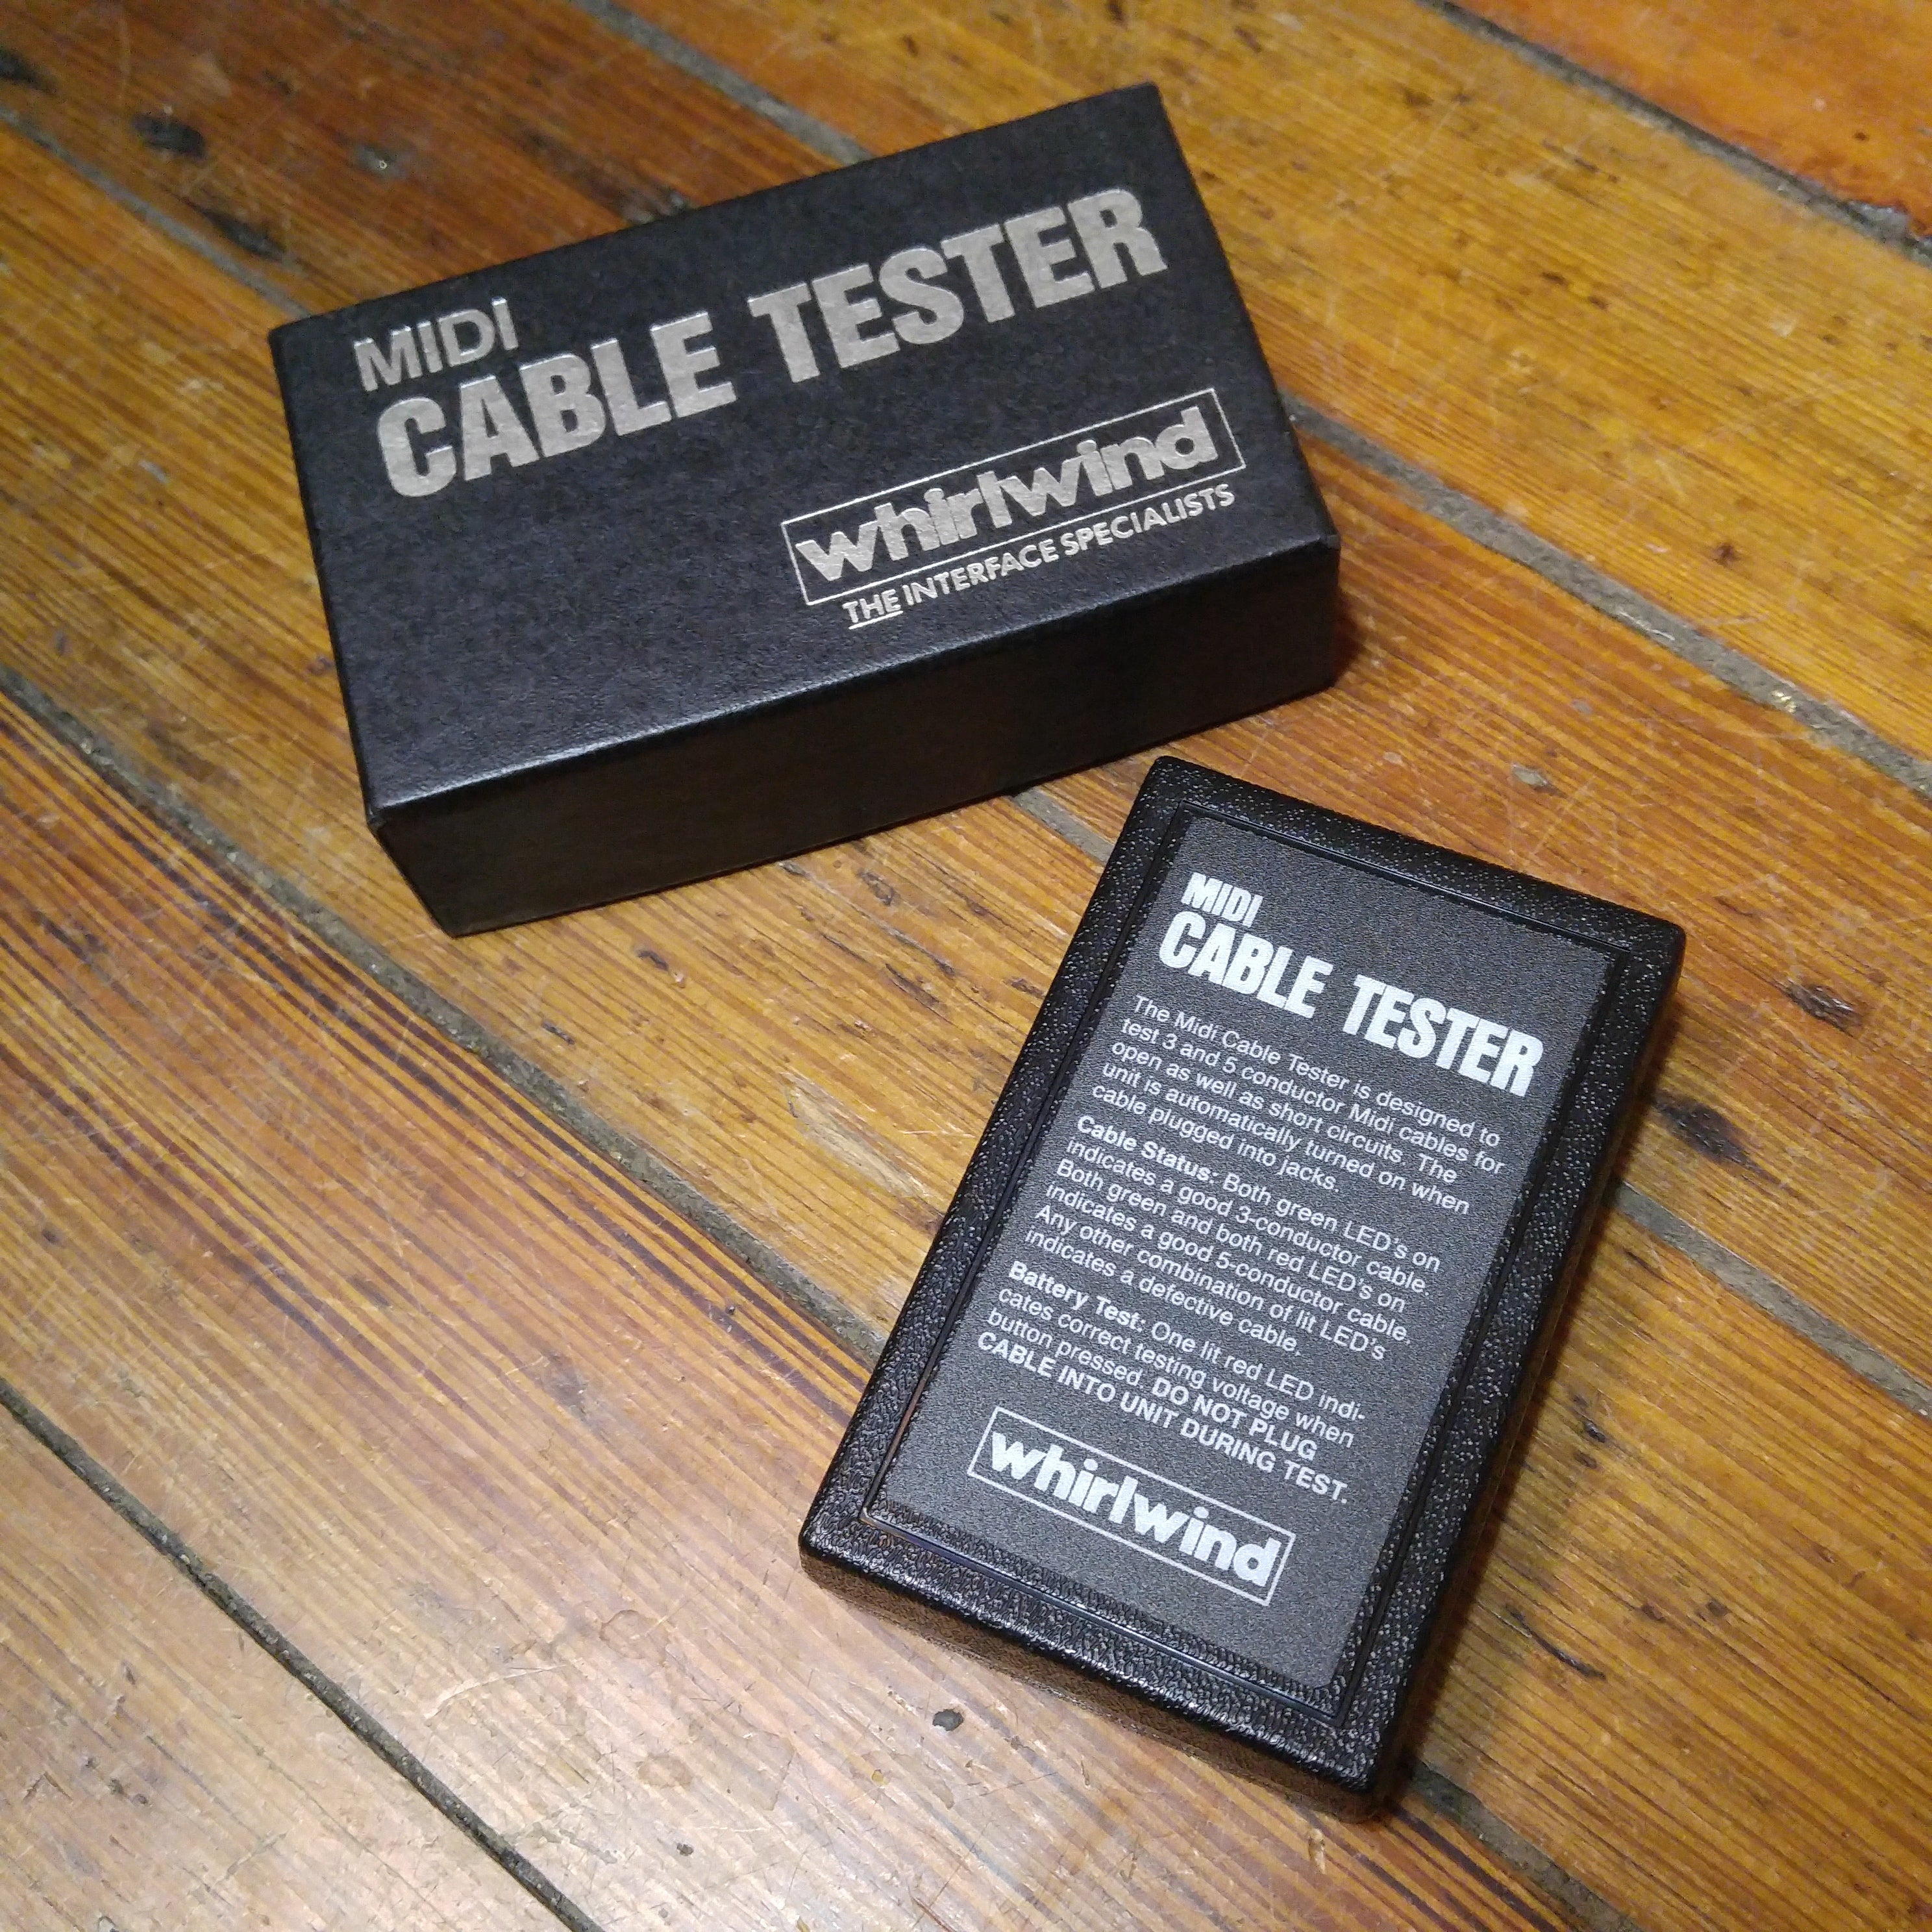 MIDI
CABLE TESTER
whirlwind
THE INTERFACE SPECIALISTS
MIDI
CABLE TESTER
The Midi Cable Tester is designed to
test 3 and 5 conductor Midi cables for
open as well as short circuits. The
unit is automatically turned on when
cable plugged into jacks.
Cable Status: Both green LED's on
indicates a good 3-conductor cable.
Both green and both red LED's on
indicates a good 5-conductor cable.
Any other combination of lit LED's
indicates a defective cable.
Battery Test: One lit red LED indi-
cates correct testing voltage when
button pressed. DO NOT PLUG
CABLE INTO UNIT DURING TEST.
whirlwind